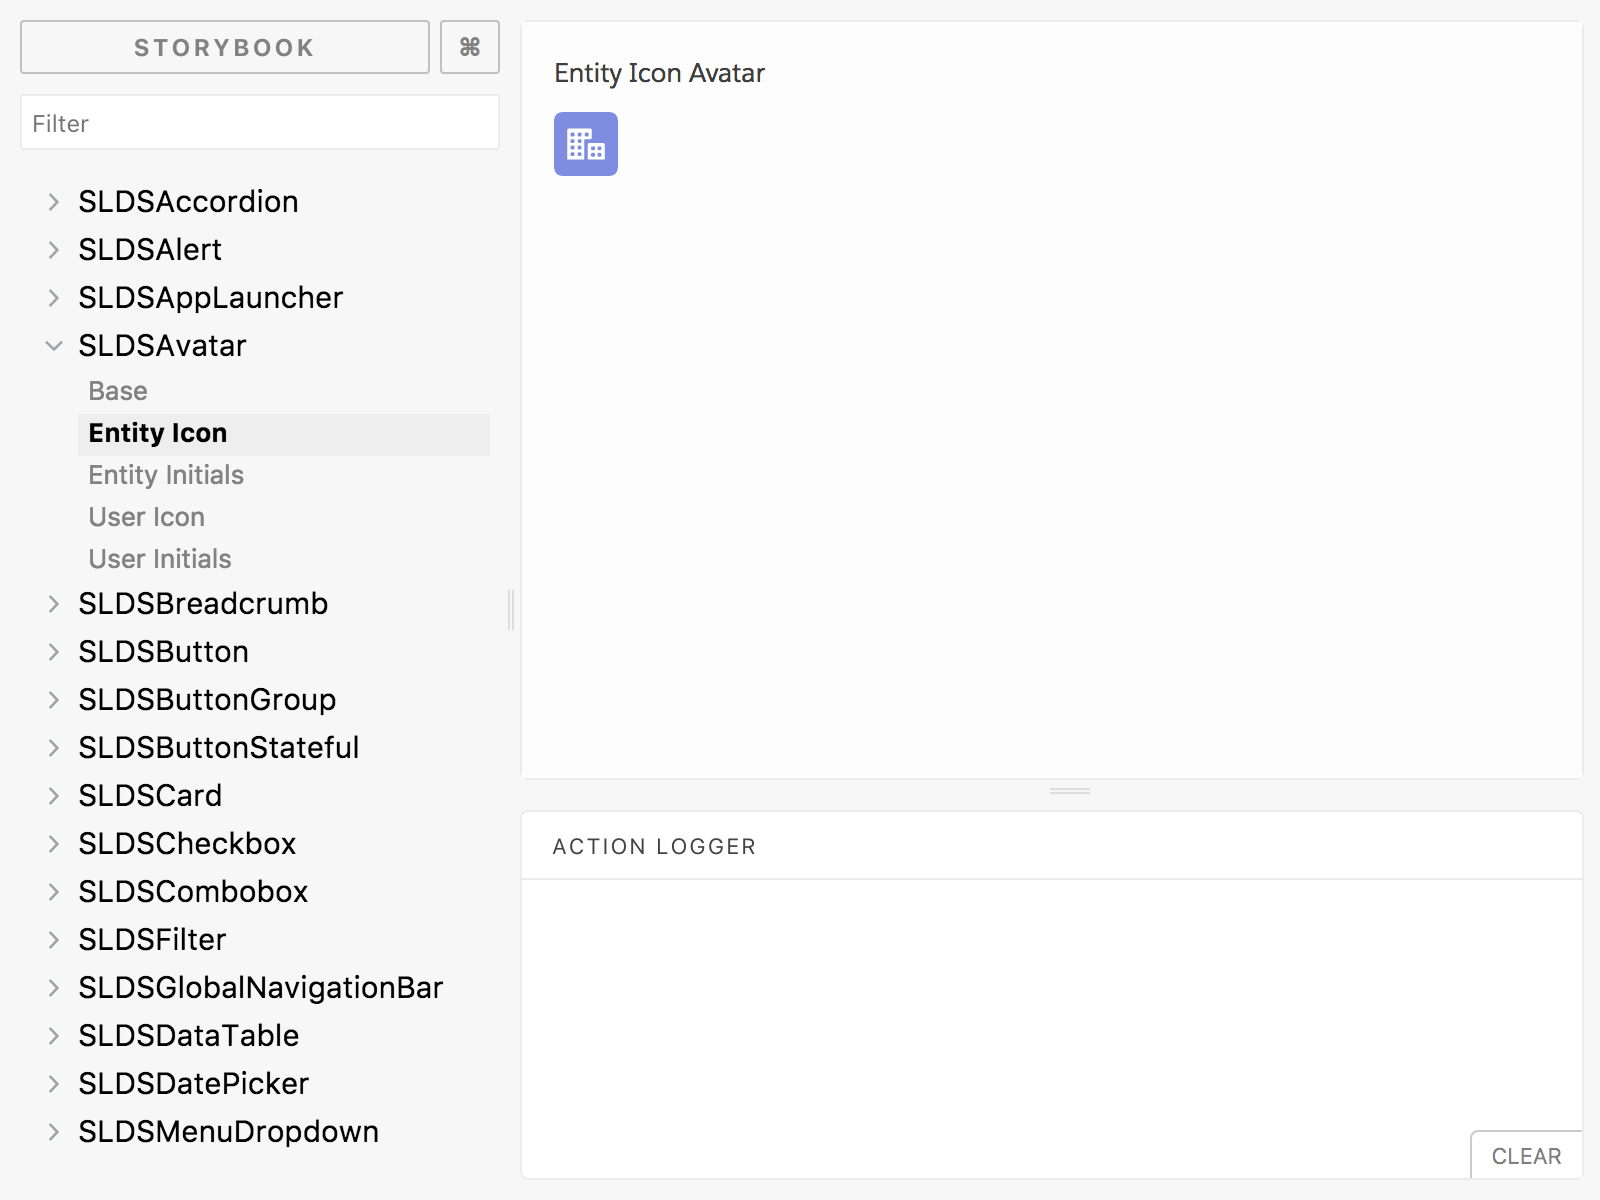 STORYBOOK
⌘
Filter
SLDSAccordion
SLDSAlert
SLDSAppLauncher
SLDSAvatar
Base
Entity Icon
Entity Initials
User Icon
User Initials
SLDSBreadcrumb
SLDSButton
SLDSButtonGroup
SLDSButtonStateful
SLDSCard
SLDSCheckbox
SLDSCombobox
SLDSFilter
SLDSGlobalNavigationBar
SLDSDataTable
SLDSDatePicker
SLDSMenuDropdown
Entity Icon Avatar
ACTION LOGGER
CLEAR